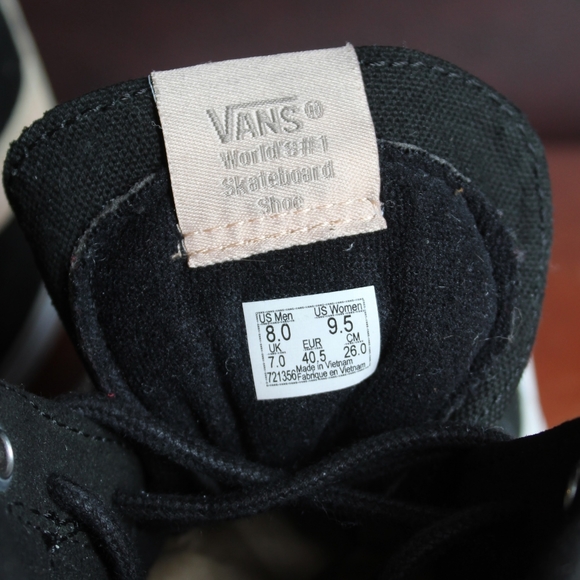 VANS®
World's #1
Skateboard
Shoe
US Men US Women
8.0 9.5
UK EUR CM
7.0 40.5 26.0
721356 Made in Vietnam
Fabriqué en Vietnam